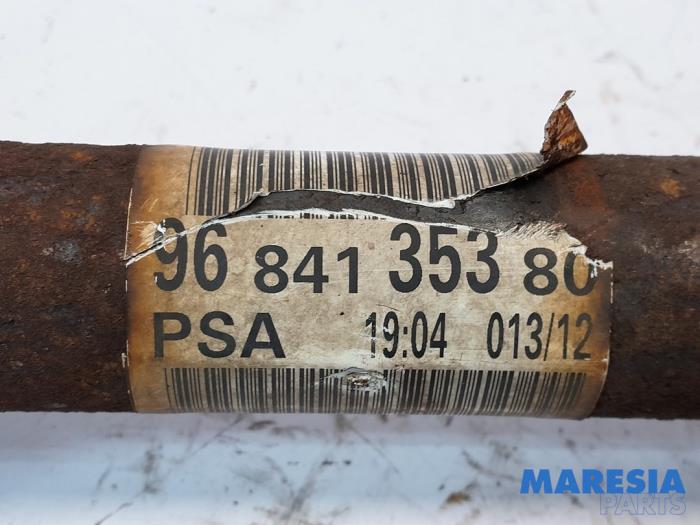 96 841 353 80
PSA 19:04 013/12
MARESIA
PARTS